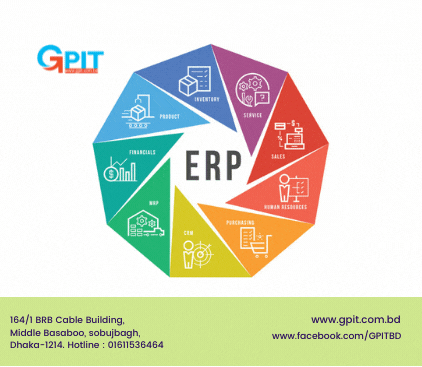 GPIT
INVENTORY
SERVICE
PRODUCT
SALES
FINANCIALS
ERP
HUMAN RESOURCES
MRP
PURCHASING
CRM
164/1 BRB Cable Building,
Middle Basaboo, sobujbagh,
Dhaka-1214. Hotline : 01611536464
www.gpit.com.bd
www.facebook.com/GPITBD